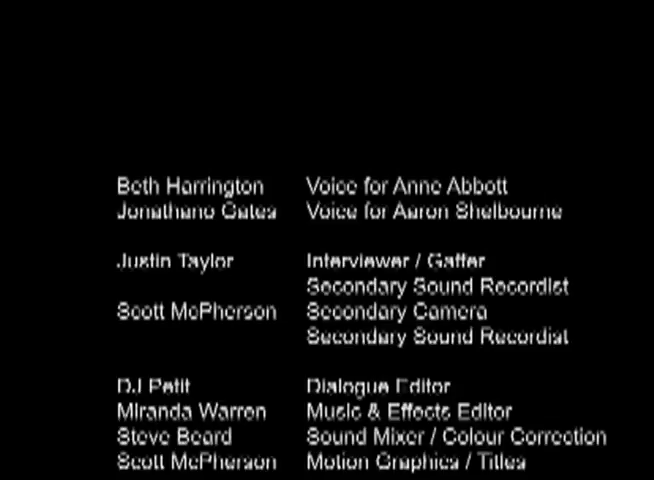 Beth Harrington Voice for Anne Abbott
Jonathano Gates Voice for Aaron Shelbourne
Justin Taylor Interviewer / Gaffer
Secondary Sound Recordist
Scott McPherson Secondary Camera
Secondary Sound Recordist
DJ Petit Dialogue Editor
Miranda Warren Music & Effects Editor
Steve Beard Sound Mixer / Colour Correction
Scott McPherson Motion Graphics / Titles